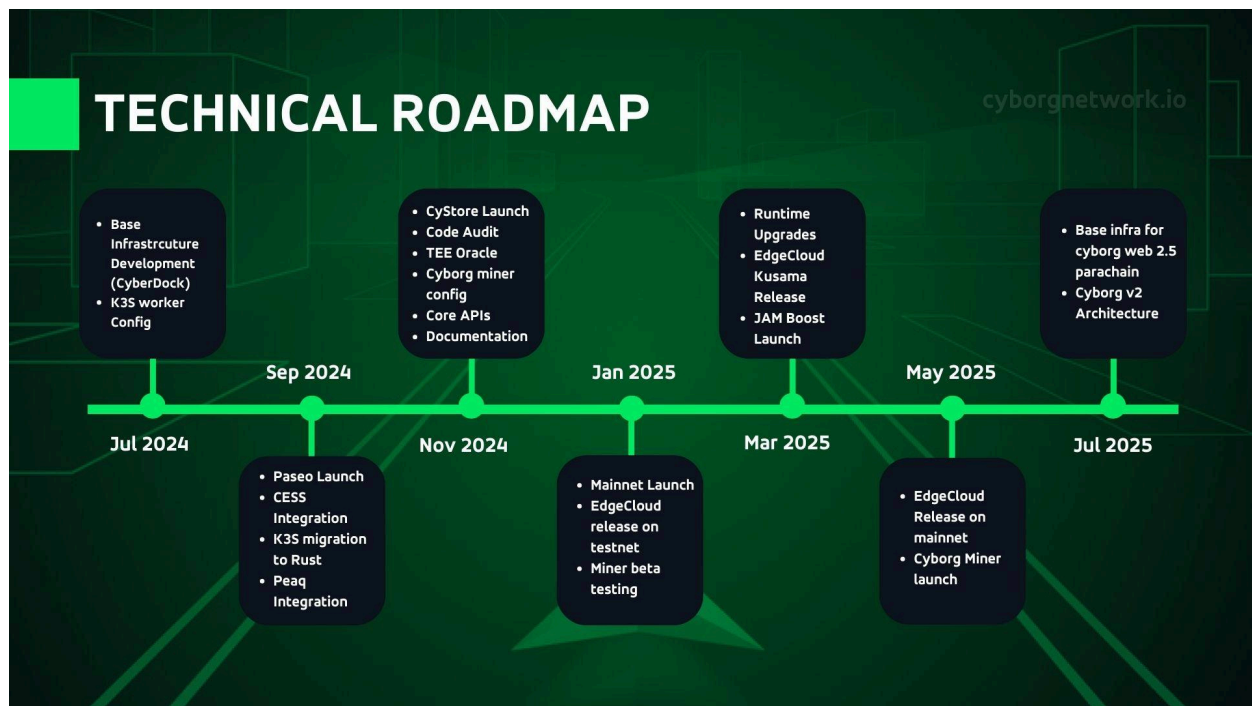 TECHNICAL ROADMAP
cyborgnetwork.io
• Base
Infrastrcuture
Development
(CyberDock)
• K3S worker
Config
• CyStore Launch
• Code Audit
• TEE Oracle
• Cyborg miner
config
• Core APIs
• Documentation
• Runtime
Upgrades
• EdgeCloud
Kusama
Release
• JAM Boost
Launch
• Base infra for
cyborg web 2.5
parachain
• Cyborg v2
Architecture
Sep 2024
Jan 2025
May 2025
Jul 2024
Nov 2024
Mar 2025
Jul 2025
• Paseo Launch
• CESS
Integration
• K3S migration
to Rust
• Peaq
Integration
• Mainnet Launch
• EdgeCloud
release on
testnet
• Miner beta
testing
• EdgeCloud
Release on
mainnet
• Cyborg Miner
launch